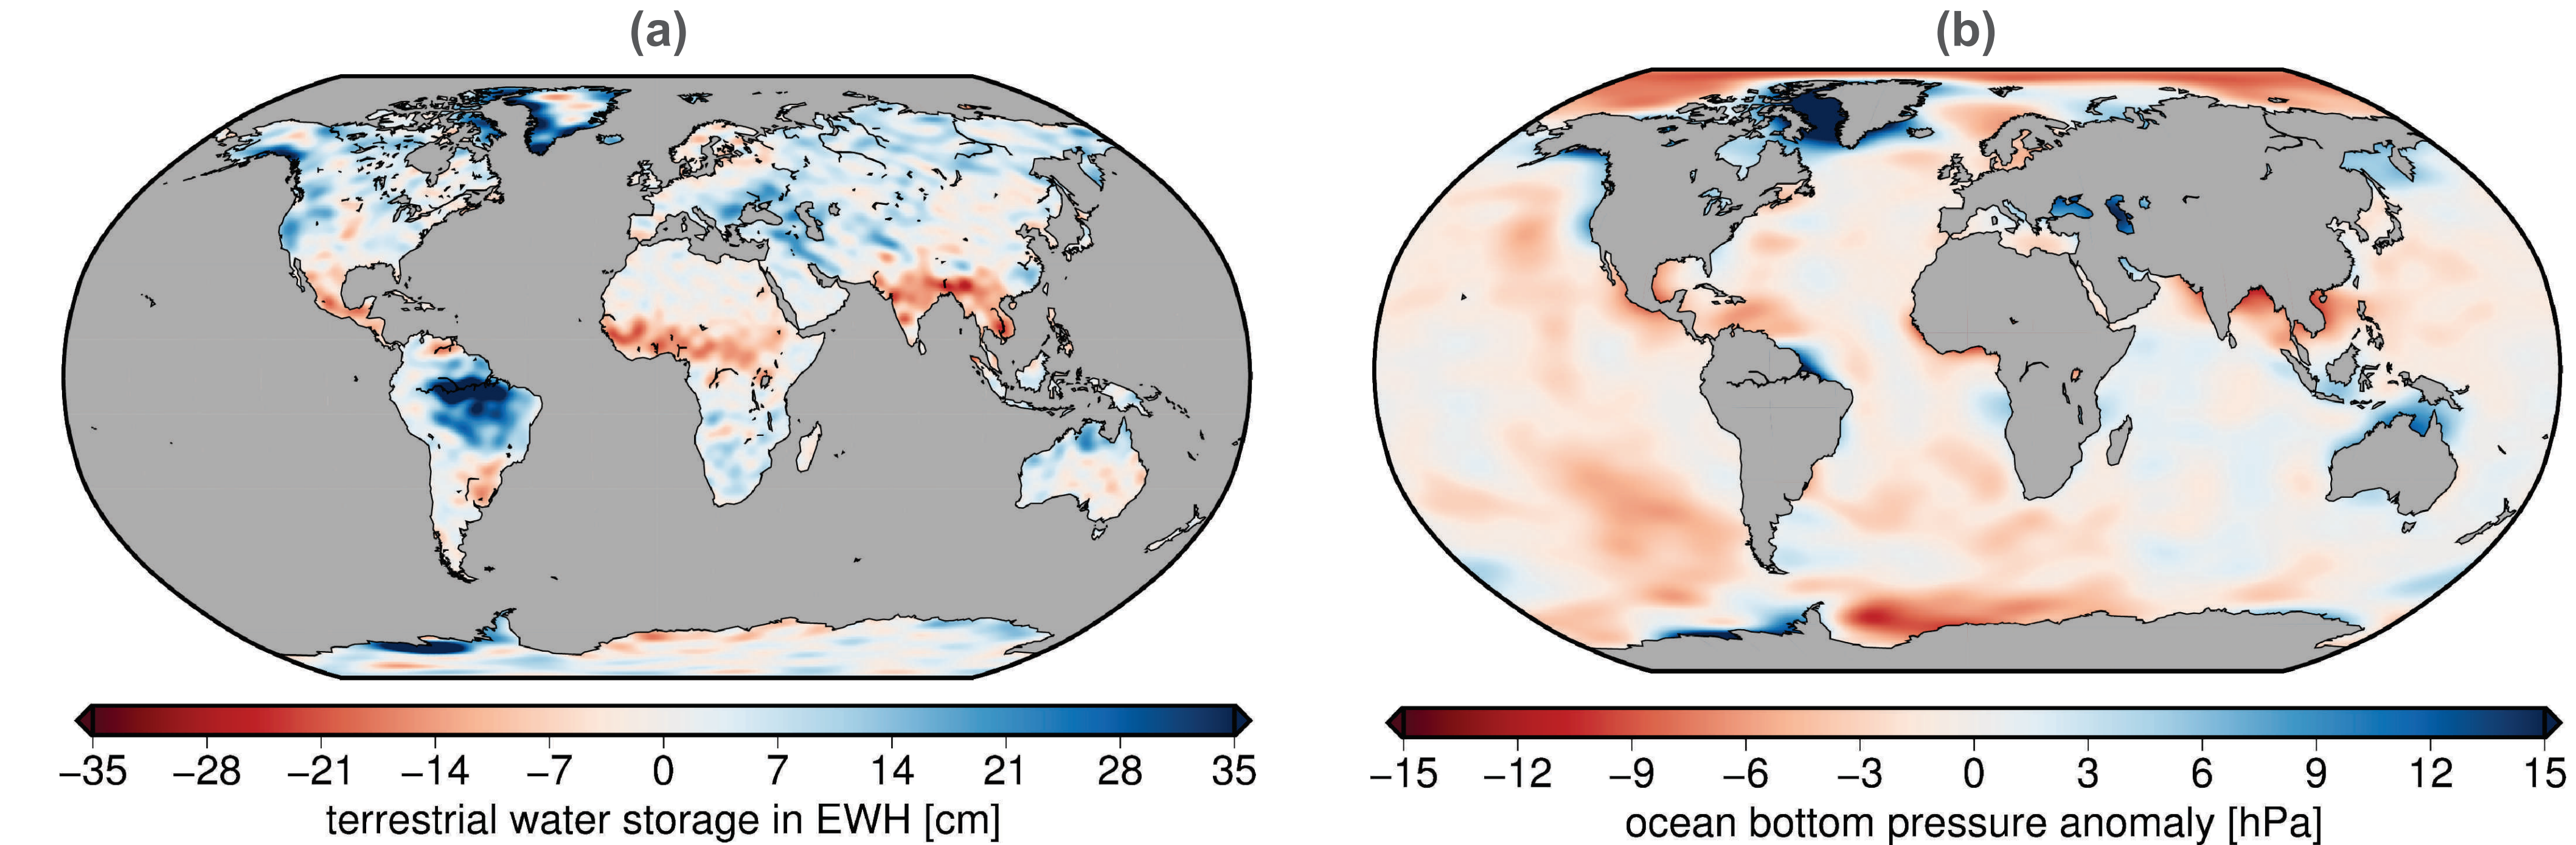 (a)
(b)
−35 −28 −21 −14 −7 0 7 14 21 28 35
terrestrial water storage in EWH [cm]
−15 −12 −9 −6 −3 0 3 6 9 12 15
ocean bottom pressure anomaly [hPa]